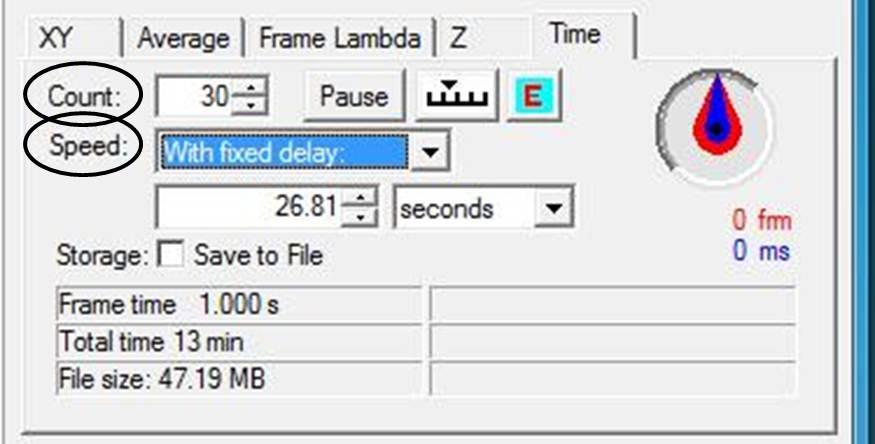 XY Average Frame Lambda Z Time
Count: 30 Pause E
Speed: With fixed delay:
26.81 seconds
0 frm
0 ms
Storage: Save to File
Frame time 1.000 s
Total time 13 min
File size: 47.19 MB